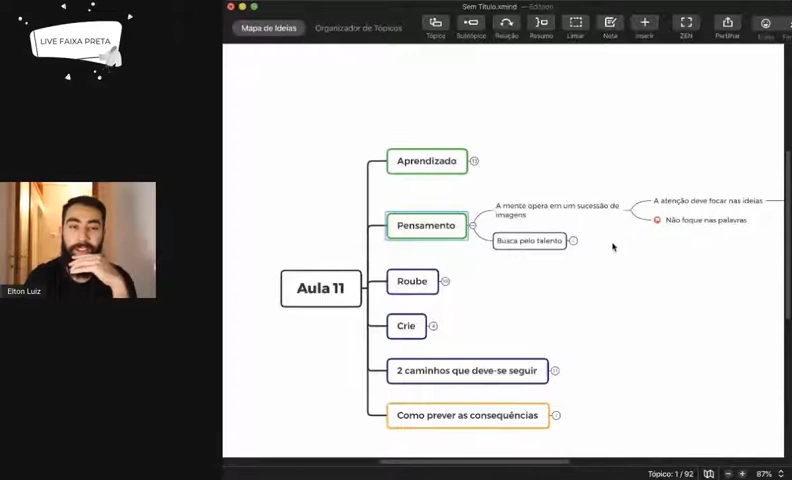 Sem Título.xmind — Editado
LIVE FAIXA PRETA
Mapa de Ideias
Organizador de Tópicos
Tópico
Subtópico
Relação
Resumo
Limiar
Nota
Inserir
ZEN
Partilhar
Aprendizado
A mente opera em um sucessão de
imagens
A atenção deve focar nas ideias
Não foque nas palavras
Pensamento
Busca pelo talento
Roube
Aula 11
Elton Luiz
Crie
2 caminhos que deve-se seguir
Como prever as consequências
Tópico: 1 / 92
87%